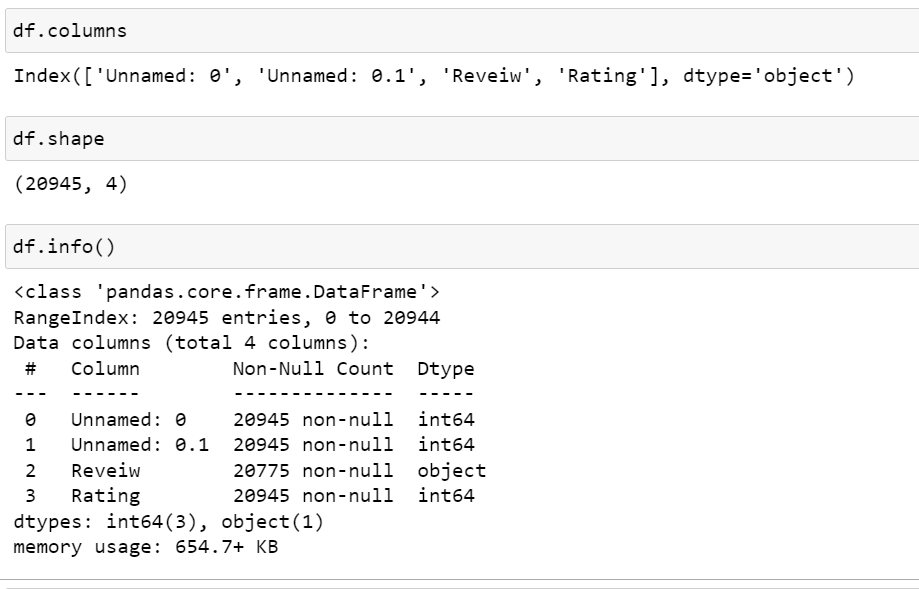 df.columns
Index(['Unnamed: 0', 'Unnamed: 0.1', 'Reveiw', 'Rating'], dtype='object')
df.shape
(20945, 4)
df.info()
<class 'pandas.core.frame.DataFrame'>
RangeIndex: 20945 entries, 0 to 20944
Data columns (total 4 columns):
 #   Column        Non-Null Count  Dtype
---  ------        --------------  -----
 0   Unnamed: 0    20945 non-null  int64
 1   Unnamed: 0.1  20945 non-null  int64
 2   Reveiw        20775 non-null  object
 3   Rating        20945 non-null  int64
dtypes: int64(3), object(1)
memory usage: 654.7+ KB